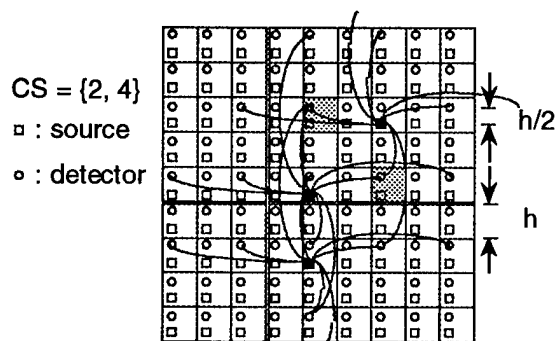 CS = {2, 4}
□ : source
○ : detector
h/2
h